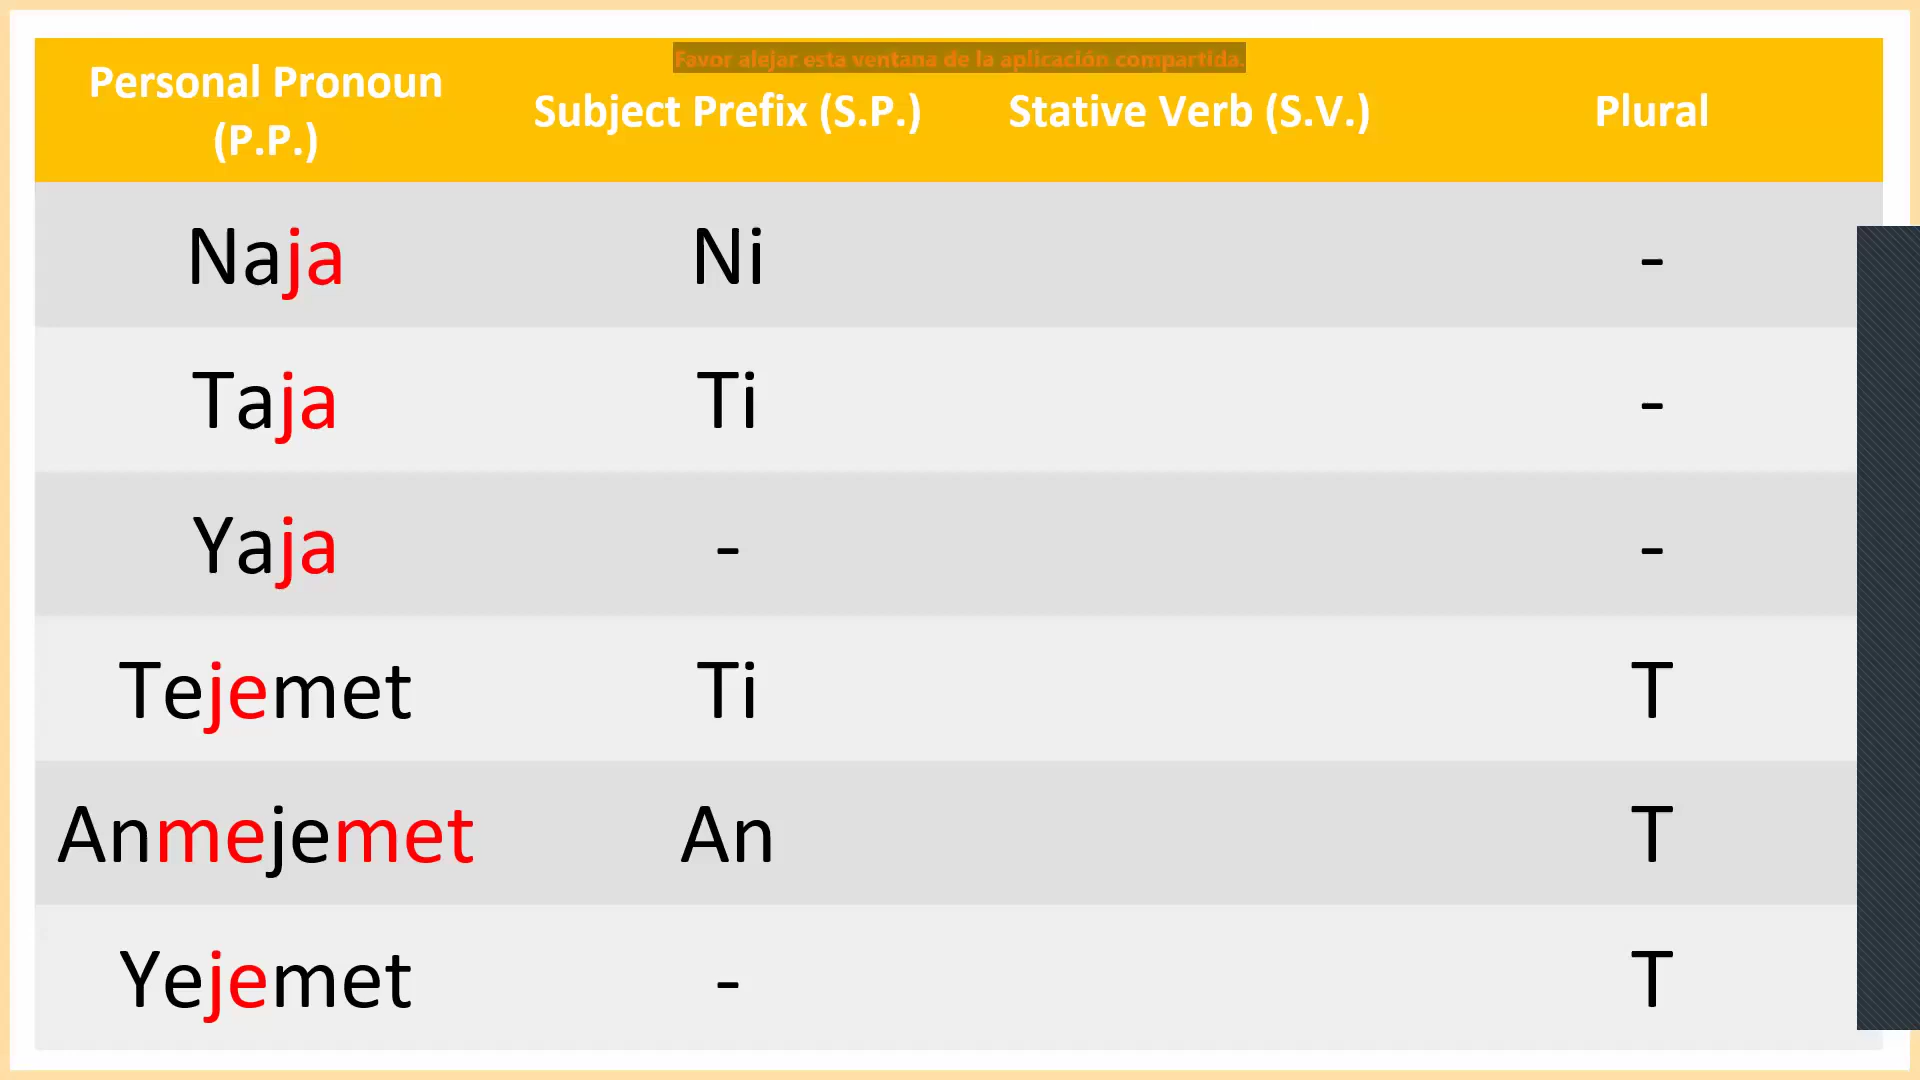 Favor alejar esta ventana de la aplicación compartida.
Personal Pronoun (P.P.) Subject Prefix (S.P.) Stative Verb (S.V.) Plural
Naja Ni -
Taja Ti -
Yaja - -
Tejemet Ti T
Anmejemet An T
Yejemet - T